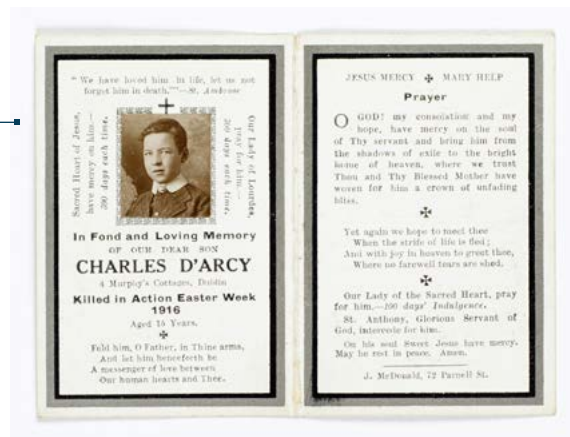 " We have loved him in life, let us not
forget him in death."—St. Ambrose
Sacred Heart of Jesus,
have mercy on him.—
300 days each time.
Our Lady of Lourdes,
pray for him.
300 days each time.
In Fond and Loving Memory
OF OUR DEAR SON
CHARLES D'ARCY
4 Murphy's Cottages, Dublin
Killed in Action Easter Week
1916
Aged 15 Years.
Fold him, O Father, in Thine arms,
And let him henceforth be
A messenger of love between
Our human hearts and Thee.
JESUS MERCY ✠ MARY HELP
Prayer
O GOD! my consolation and my
hope, have mercy on the soul
of Thy servant and bring him from
the shadows of exile to the bright
home of heaven, where we trust
Thou and Thy Blessed Mother have
woven for him a crown of unfading
Yet again we hope to meet thee
When the strife of life is fled;
And with joy in heaven to greet thee,
Where no farewell tears are shed.
Our Lady of the Sacred Heart, pray
for him.—100 days' Indulgence.
St. Anthony, Glorious Servant of
God, intercede for him.
On his soul Sweet Jesus have mercy.
May he rest in peace. Amen.
J. McDonald, 72 Parnell St.